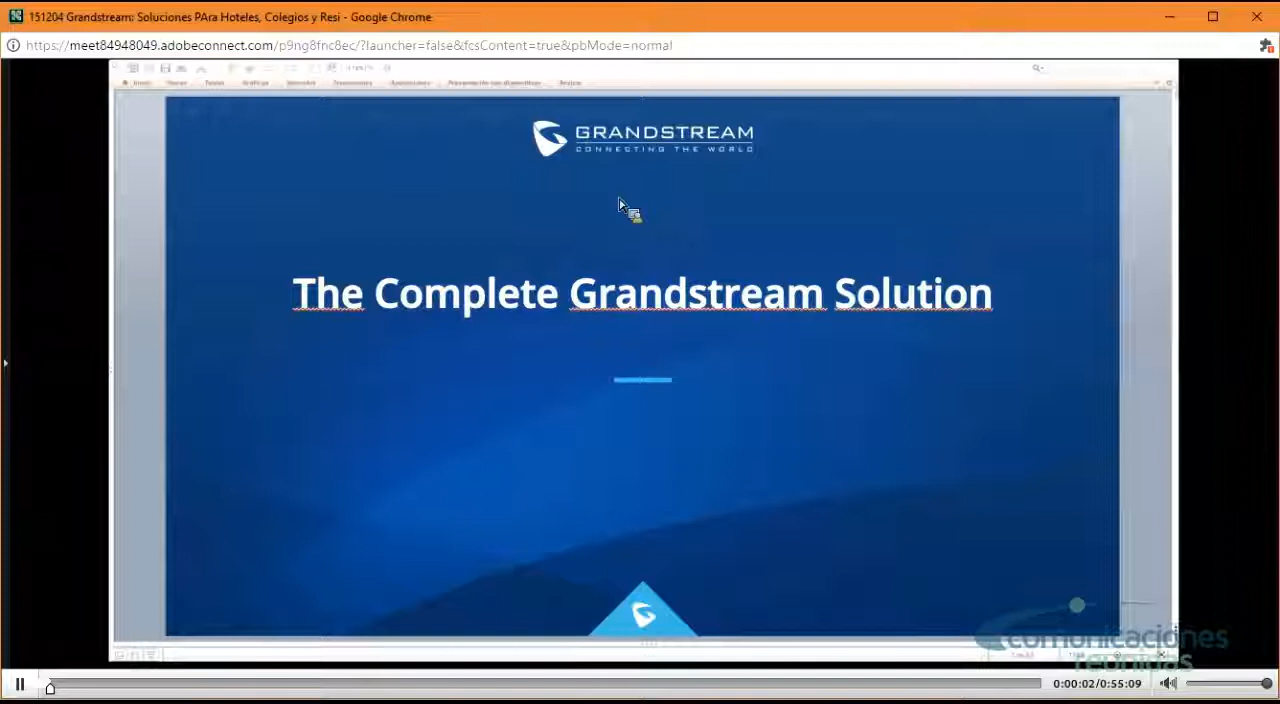 151204 Grandstream: Soluciones PAra Hoteles, Colegios y Resi - Google Chrome
https://meet84948049.adobeconnect.com/p9ng8fnc8ec/?launcher=false&fcsContent=true&pbMode=normal
GRANDSTREAM
CONNECTING THE WORLD
The Complete Grandstream Solution
comunicaciones
reunidas
0:00:02/0:55:09